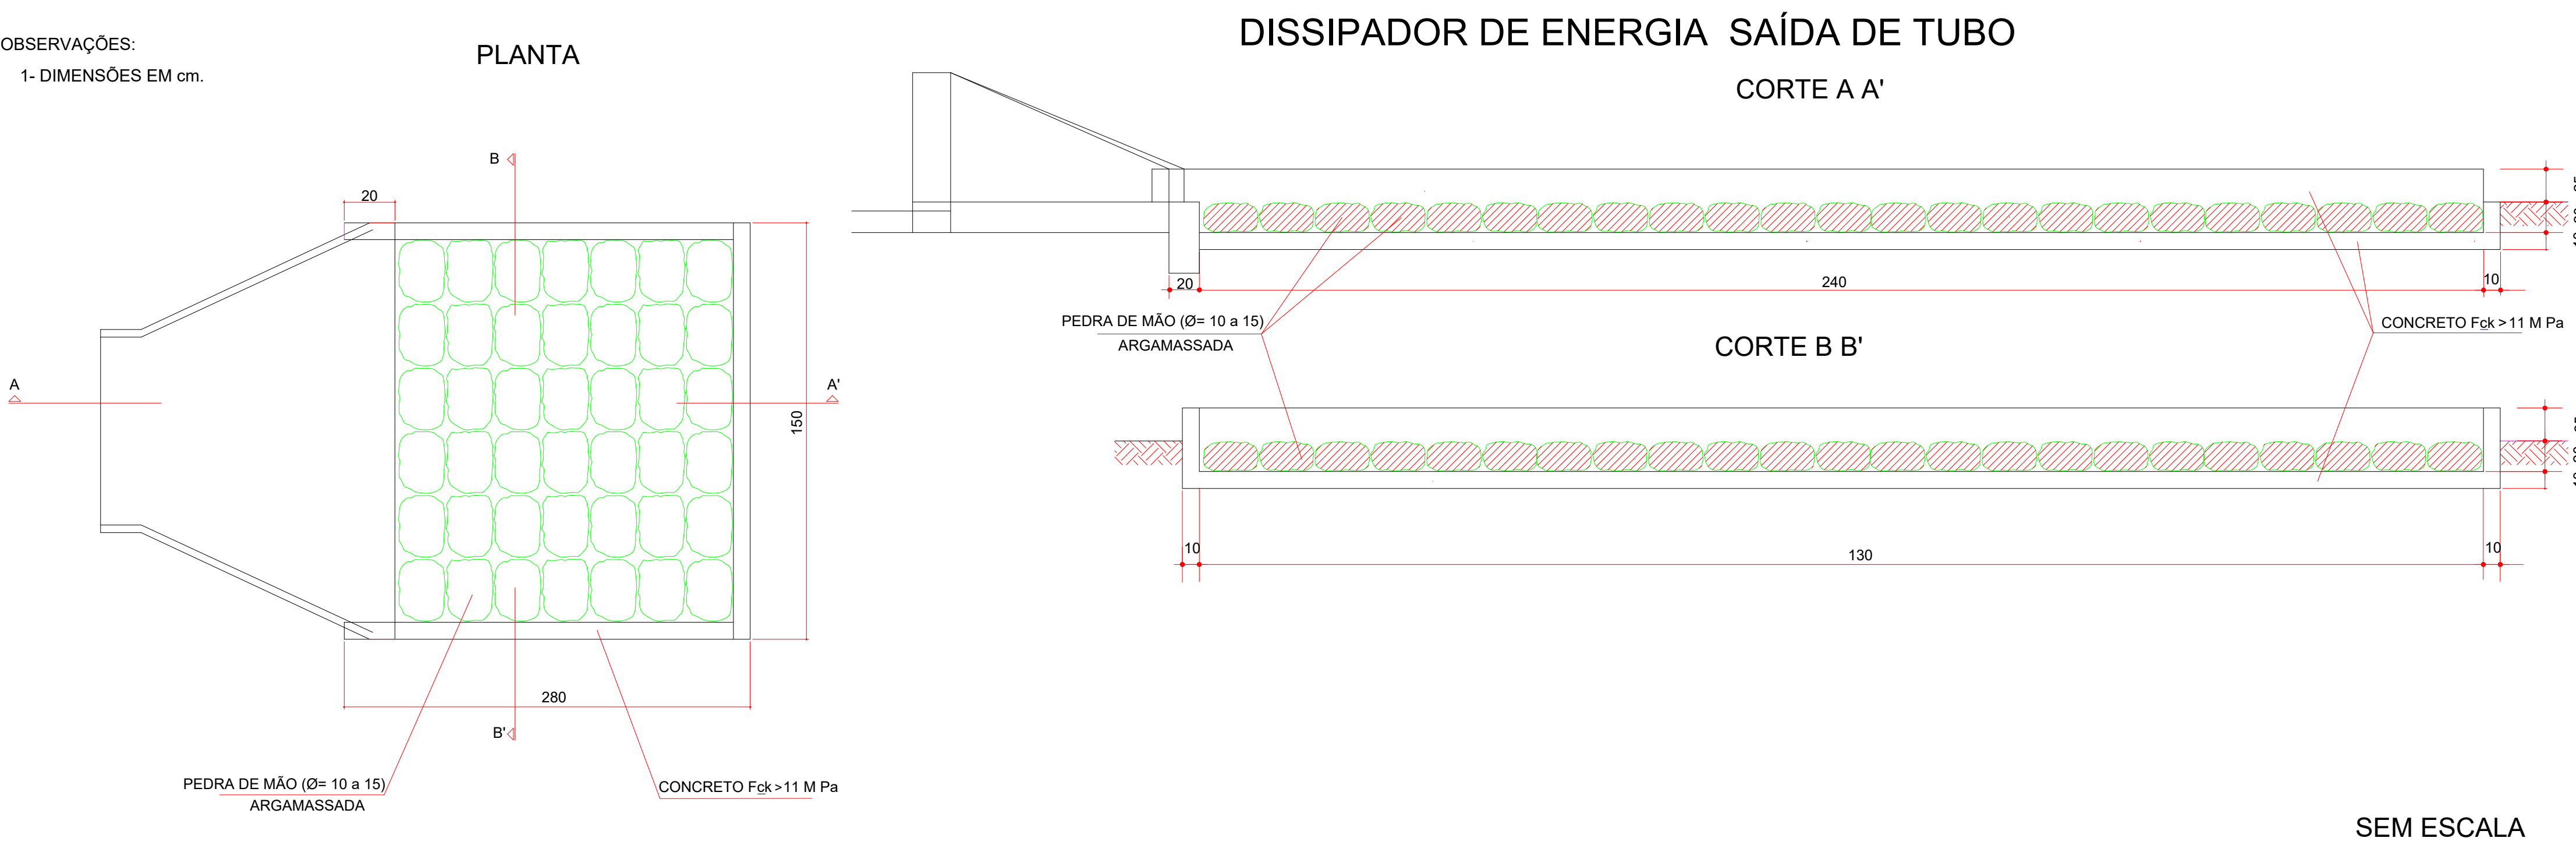 DISSIPADOR DE ENERGIA SAÍDA DE TUBO
OBSERVAÇÕES:
1- DIMENSÕES EM cm.
PLANTA
B
20
A
A'
150
280
B'
PEDRA DE MÃO (Ø= 10 a 15)
ARGAMASSADA
CONCRETO Fck >11 M Pa
CORTE A A'
20
240
10
PEDRA DE MÃO (Ø= 10 a 15)
ARGAMASSADA
CONCRETO Fck >11 M Pa
CORTE B B'
10
130
10
SEM ESCALA